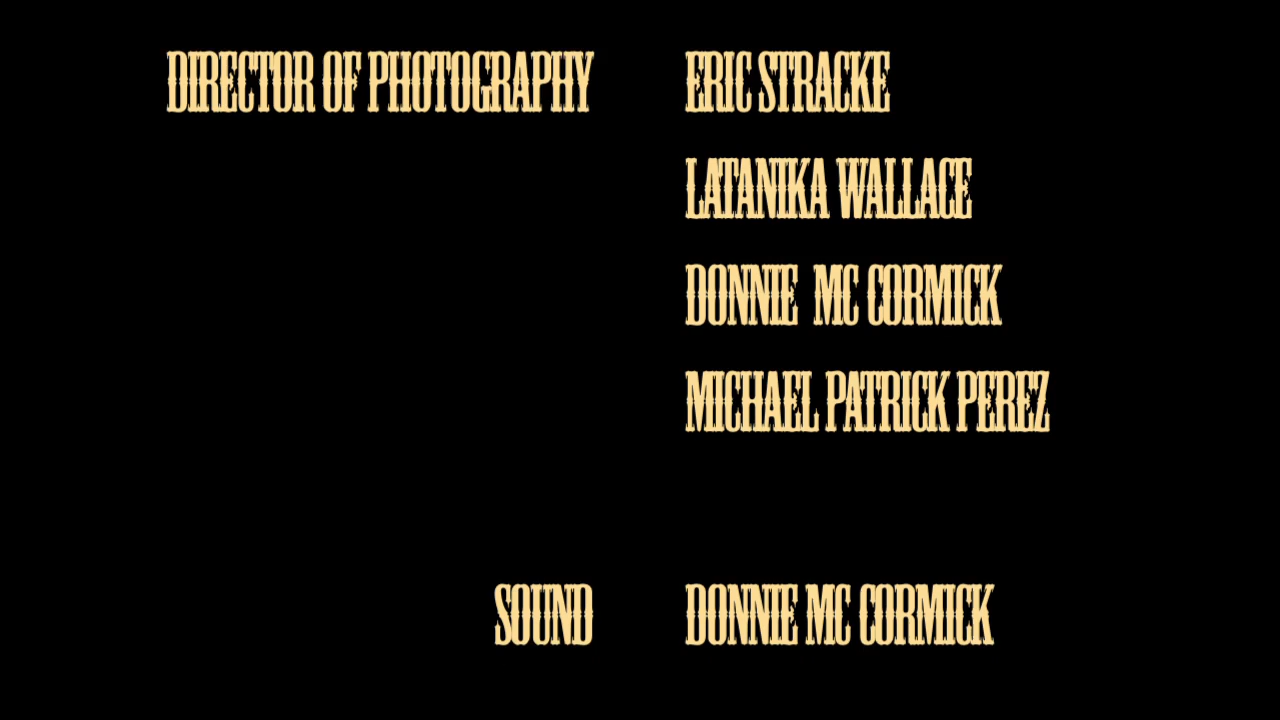 DIRECTOR OF PHOTOGRAPHY ERIC STRACKE
LATANIKA WALLACE
DONNIE MC CORMICK
MICHAEL PATRICK PEREZ
SOUND DONNIE MC CORMICK